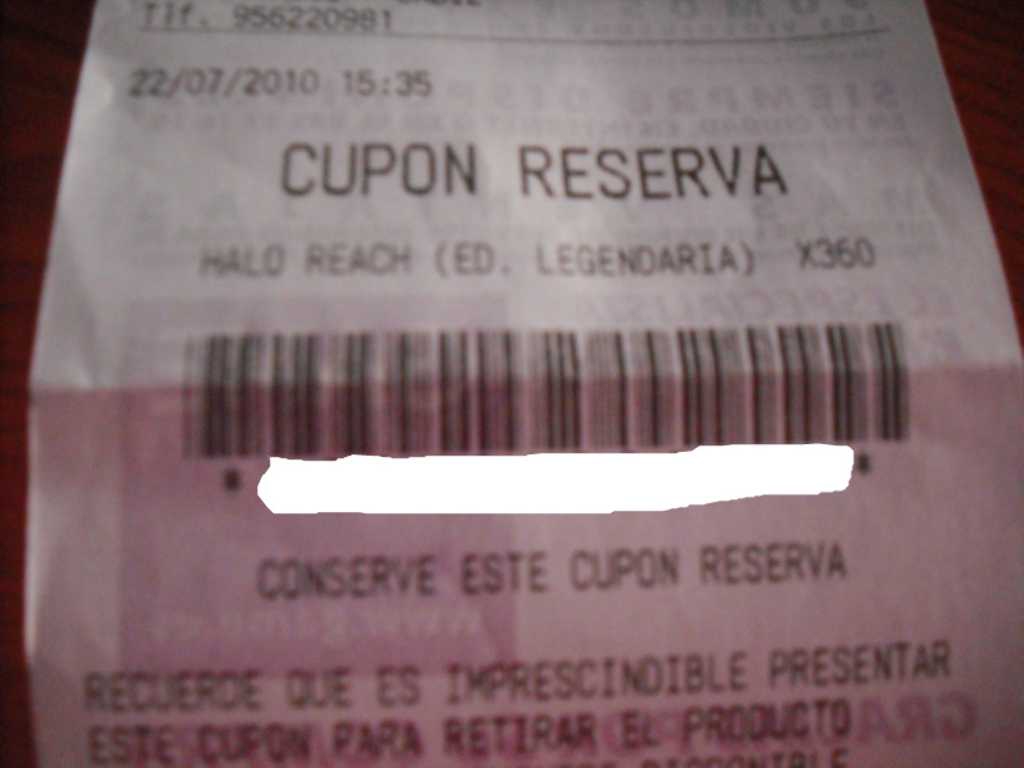 Tlf. 956220981
22/07/2010 15:35
CUPON RESERVA
HALO REACH (ED. LEGENDARIA) X360
* *
CONSERVE ESTE CUPON RESERVA
RECUERDE QUE ES IMPRESCINDIBLE PRESENTAR
ESTE CUPON PARA RETIRAR EL PRODUCTO
DISPONIBLE